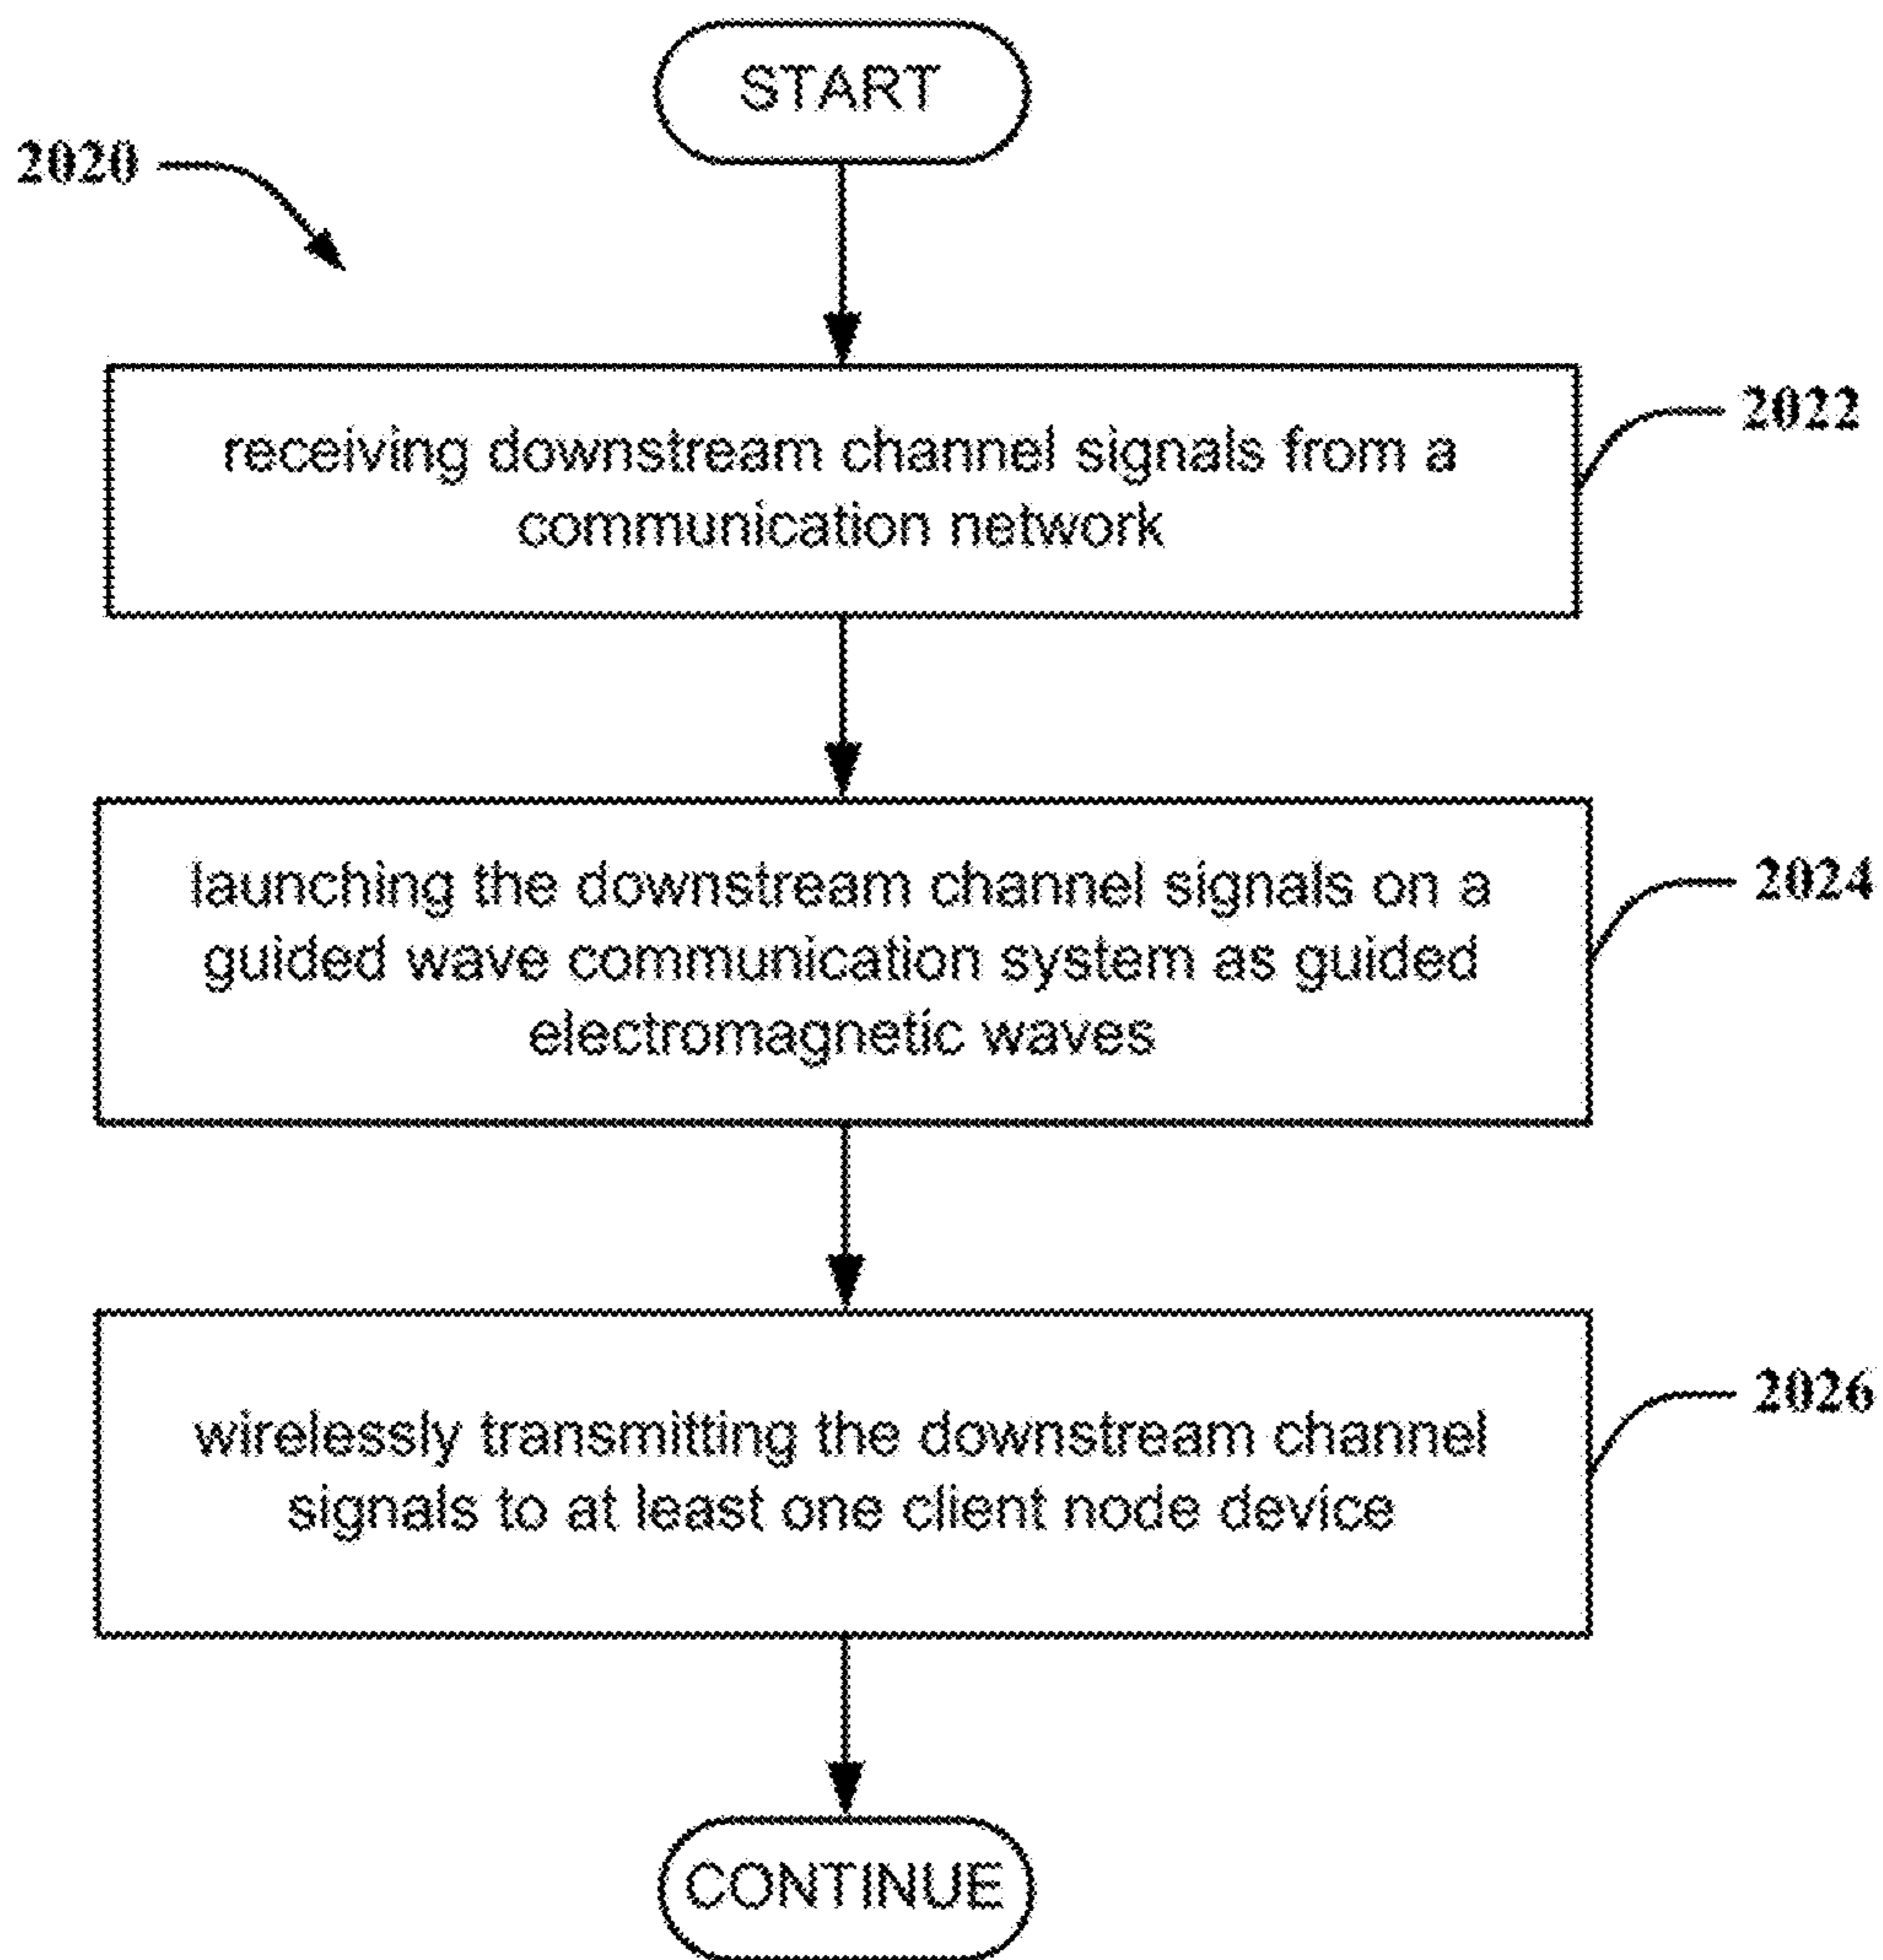 START
2020
receiving downstream channel signals from a
communication network
2022
launching the downstream channel signals on a
guided wave communication system as guided
electromagnetic waves
2024
wirelessly transmitting the downstream channel
signals to at least one client node device
2026
CONTINUE